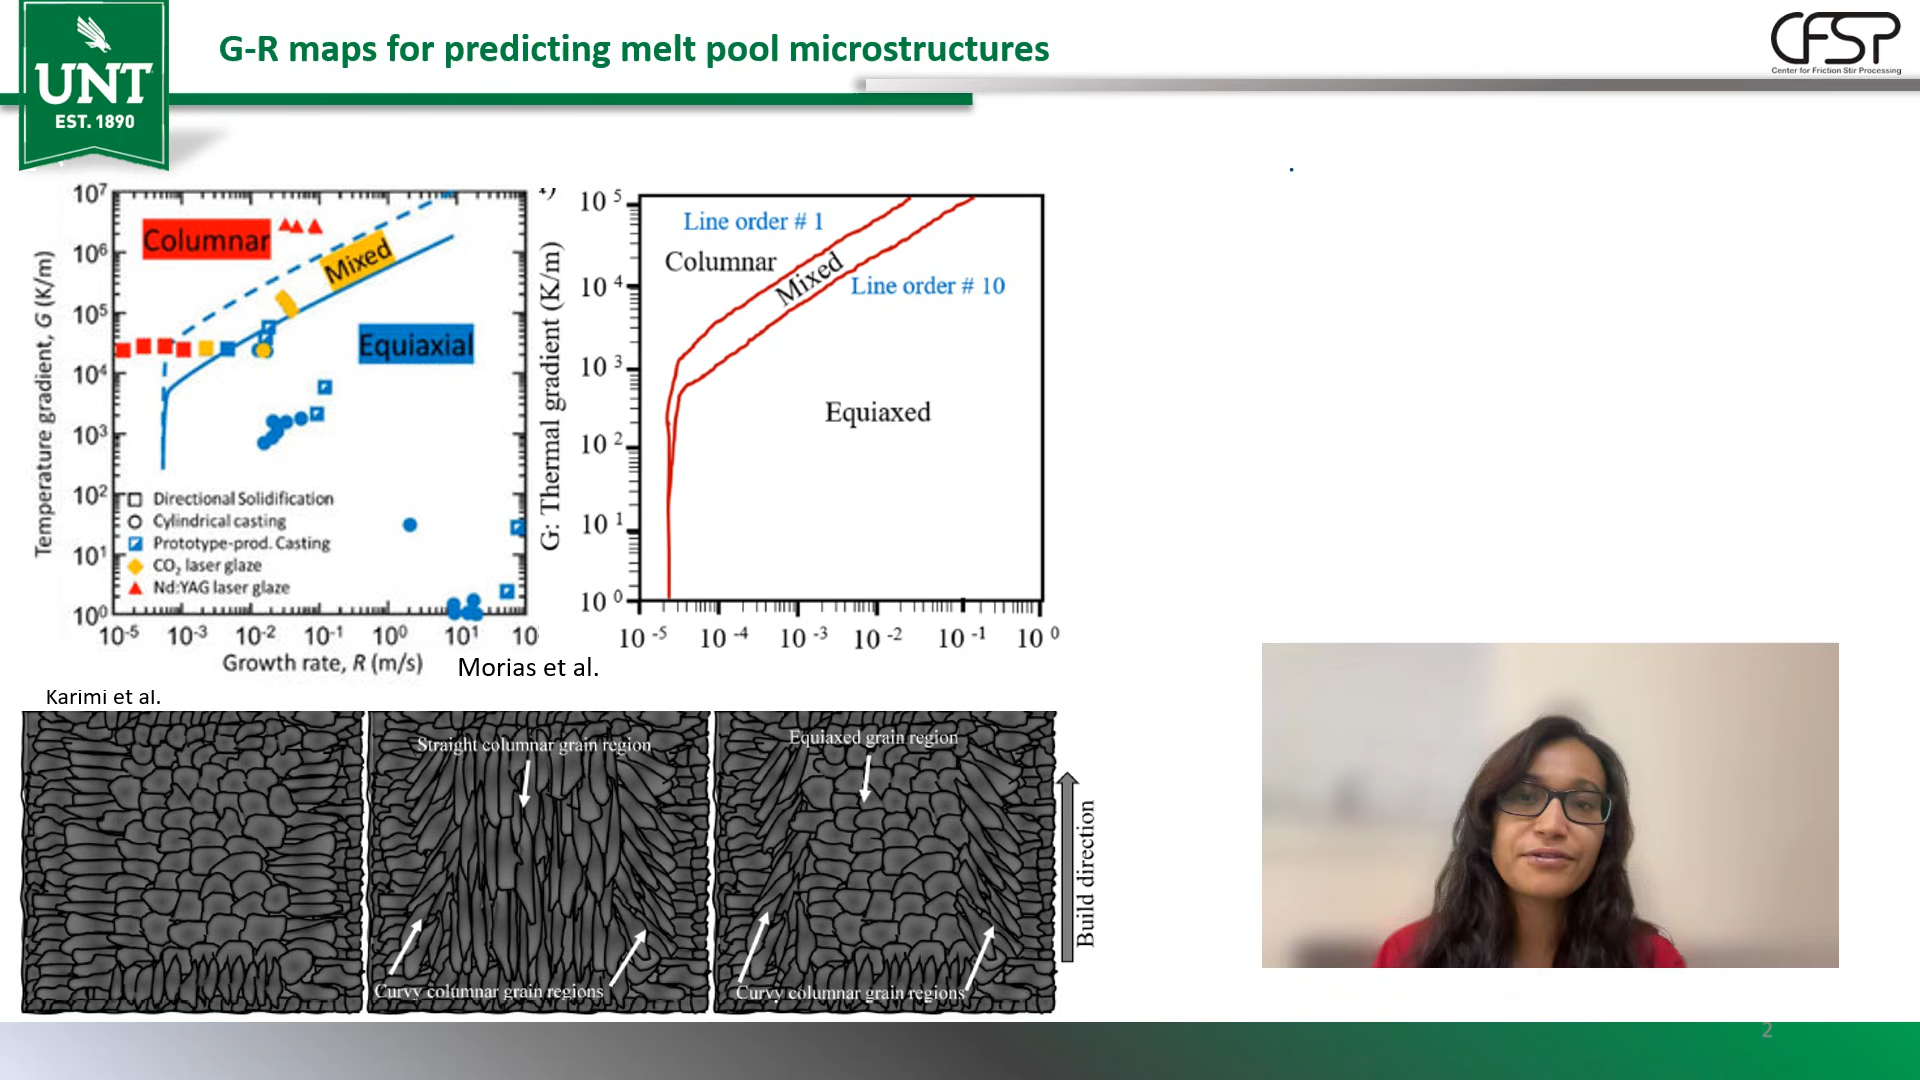 UNT
EST. 1890
G-R maps for predicting melt pool microstructures
CFSP
Center for Friction Stir Processing
Temperature gradient, G (K/m)
10⁷
10⁶
10⁵
10⁴
10³
10²
10¹
10⁰
Columnar
Mixed
Equiaxial
Directional Solidification
Cylindrical casting
Prototype-prod. Casting
CO₂ laser glaze
Nd:YAG laser glaze
10⁻⁵ 10⁻³ 10⁻² 10⁻¹ 10⁰ 10¹ 10
Growth rate, R (m/s)
G: Thermal gradient (K/m)
10⁵
10⁴
10³
10²
10¹
10⁰
Line order # 1
Columnar
Mixed
Line order # 10
Equiaxed
10⁻⁵ 10⁻⁴ 10⁻³ 10⁻² 10⁻¹ 10⁰
Morias et al.
Karimi et al.
Straight columnar grain region
Curvy columnar grain regions
Equiaxed grain region
Curvy columnar grain regions
Build direction
2